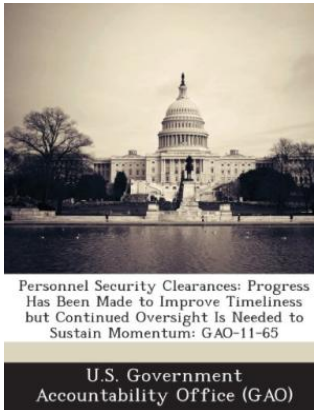 Personnel Security Clearances: Progress
Has Been Made to Improve Timeliness
but Continued Oversight Is Needed to
Sustain Momentum: GAO-11-65
U.S. Government
Accountability Office (GAO)